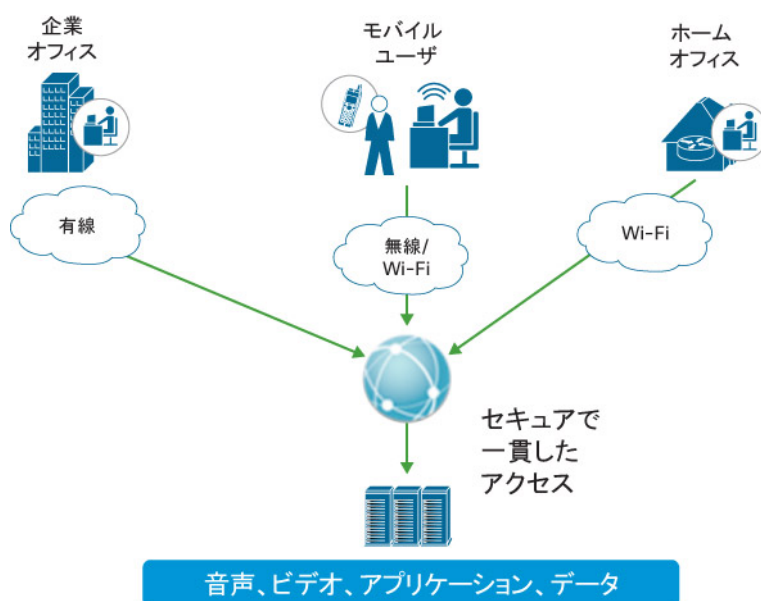 企業
オフィス
モバイル
ユーザ
ホーム
オフィス
有線
無線/
Wi-Fi
Wi-Fi
セキュアで
一貫した
アクセス
音声、ビデオ、アプリケーション、データ